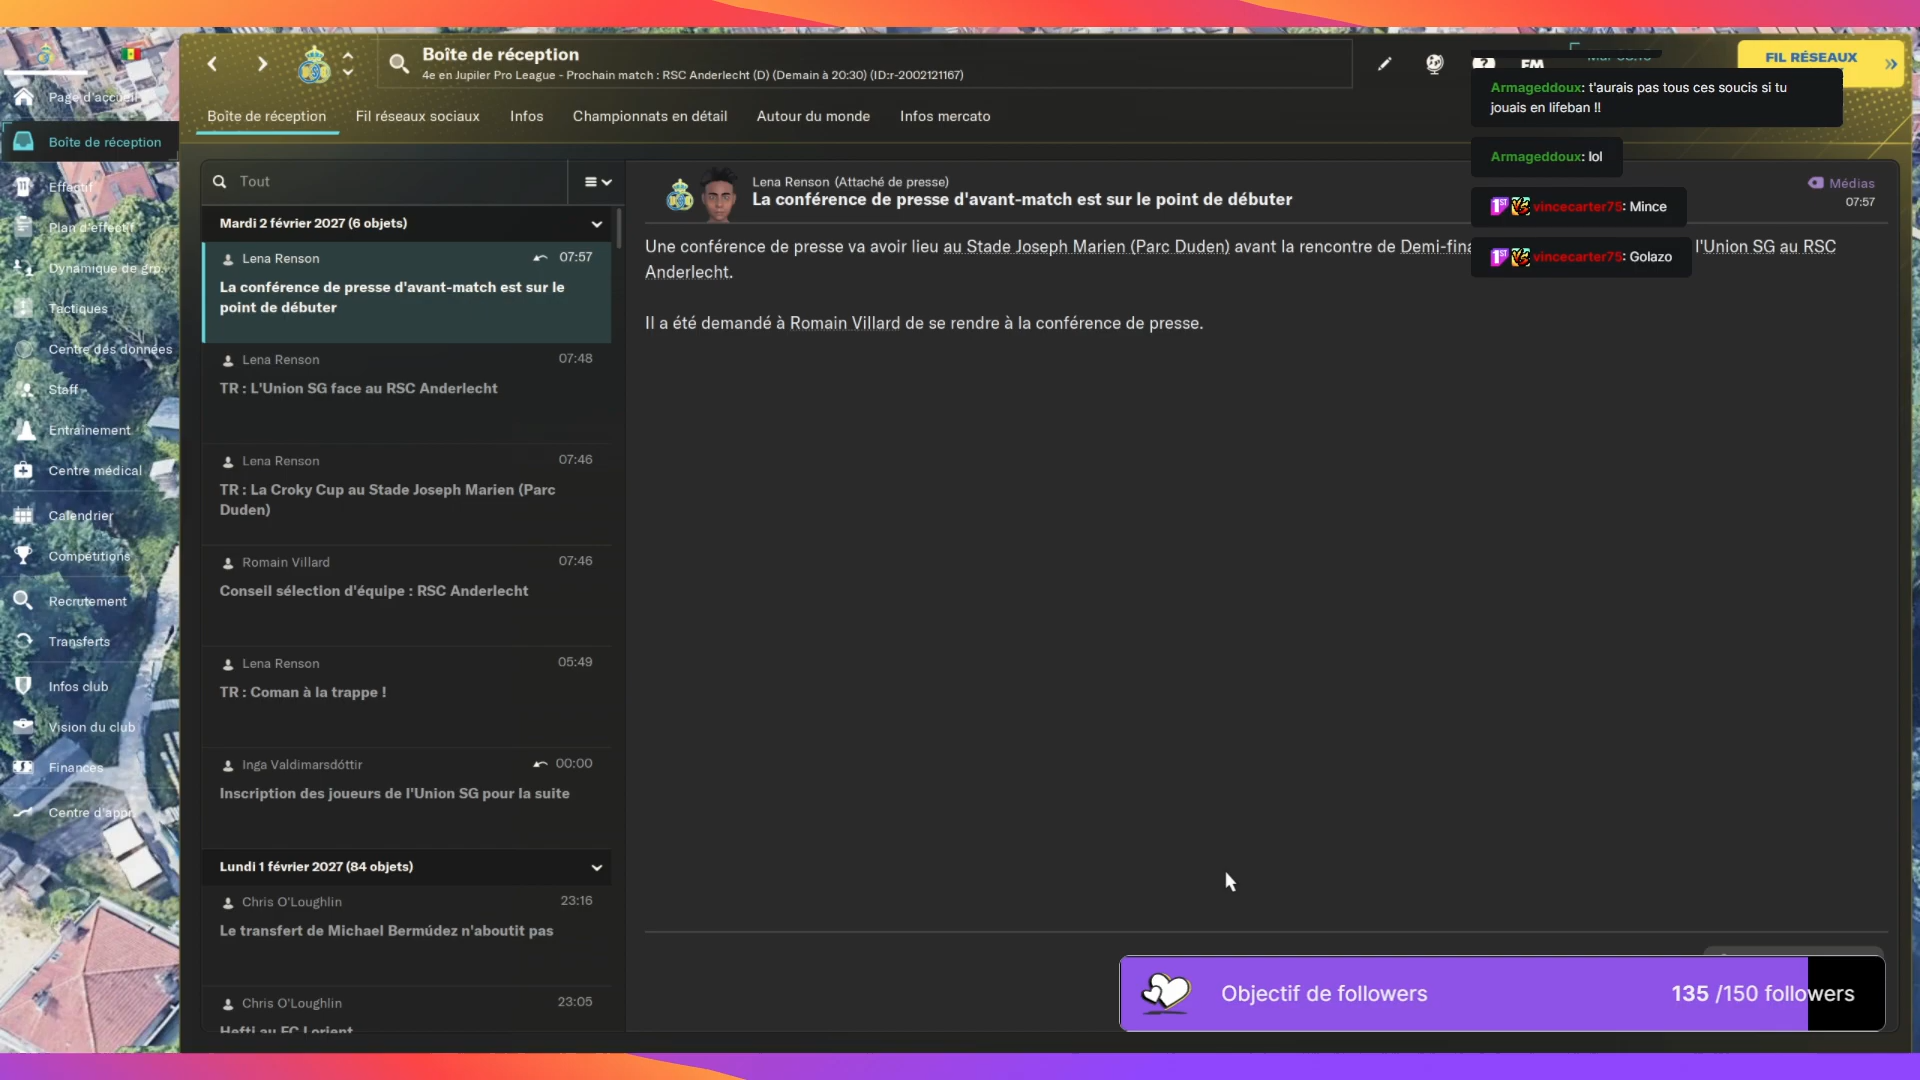 Boîte de réception
4e en Jupiler Pro League - Prochain match : RSC Anderlecht (D) (Demain à 20:30) (ID:r-2002121167)
FM
FIL RÉSEAUX
Boîte de réception
Fil réseaux sociaux
Infos
Championnats en détail
Autour du monde
Infos mercato
Page d'accueil
Boîte de réception
Effectif
Plan d'effectif
Dynamique de grp.
Tactiques
Centre des données
Staff
Entraînement
Centre médical
Calendrier
Compétitions
Recrutement
Transferts
Infos club
Vision du club
Finances
Centre d'appr.
Tout
Mardi 2 février 2027 (6 objets)
Lena Renson 07:57
La conférence de presse d'avant-match est sur le
point de débuter
Lena Renson 07:48
TR : L'Union SG face au RSC Anderlecht
Lena Renson 07:46
TR : La Croky Cup au Stade Joseph Marien (Parc
Duden)
Romain Villard 07:46
Conseil sélection d'équipe : RSC Anderlecht
Lena Renson 05:49
TR : Coman à la trappe !
Inga Valdimarsdóttir 00:00
Inscription des joueurs de l'Union SG pour la suite
Lundi 1 février 2027 (84 objets)
Chris O'Loughlin 23:16
Le transfert de Michael Bermúdez n'aboutit pas
Chris O'Loughlin 23:05
Hefti au FC Lorient
Lena Renson (Attaché de presse)
La conférence de presse d'avant-match est sur le point de débuter
Médias
07:57
Une conférence de presse va avoir lieu au Stade Joseph Marien (Parc Duden) avant la rencontre de Demi-fina l'Union SG au RSC
Anderlecht.
Il a été demandé à Romain Villard de se rendre à la conférence de presse.
Armageddoux: t'aurais pas tous ces soucis si tu
jouais en lifeban !!
Armageddoux: lol
1ST vincecarter75: Mince
1ST vincecarter75: Golazo
Objectif de followers
135 /150 followers